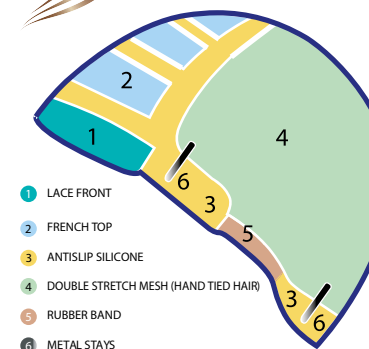 2
1
4
6
3
5
3
6
1 LACE FRONT
2 FRENCH TOP
3 ANTISLIP SILICONE
4 DOUBLE STRETCH MESH (HAND TIED HAIR)
5 RUBBER BAND
6 METAL STAYS